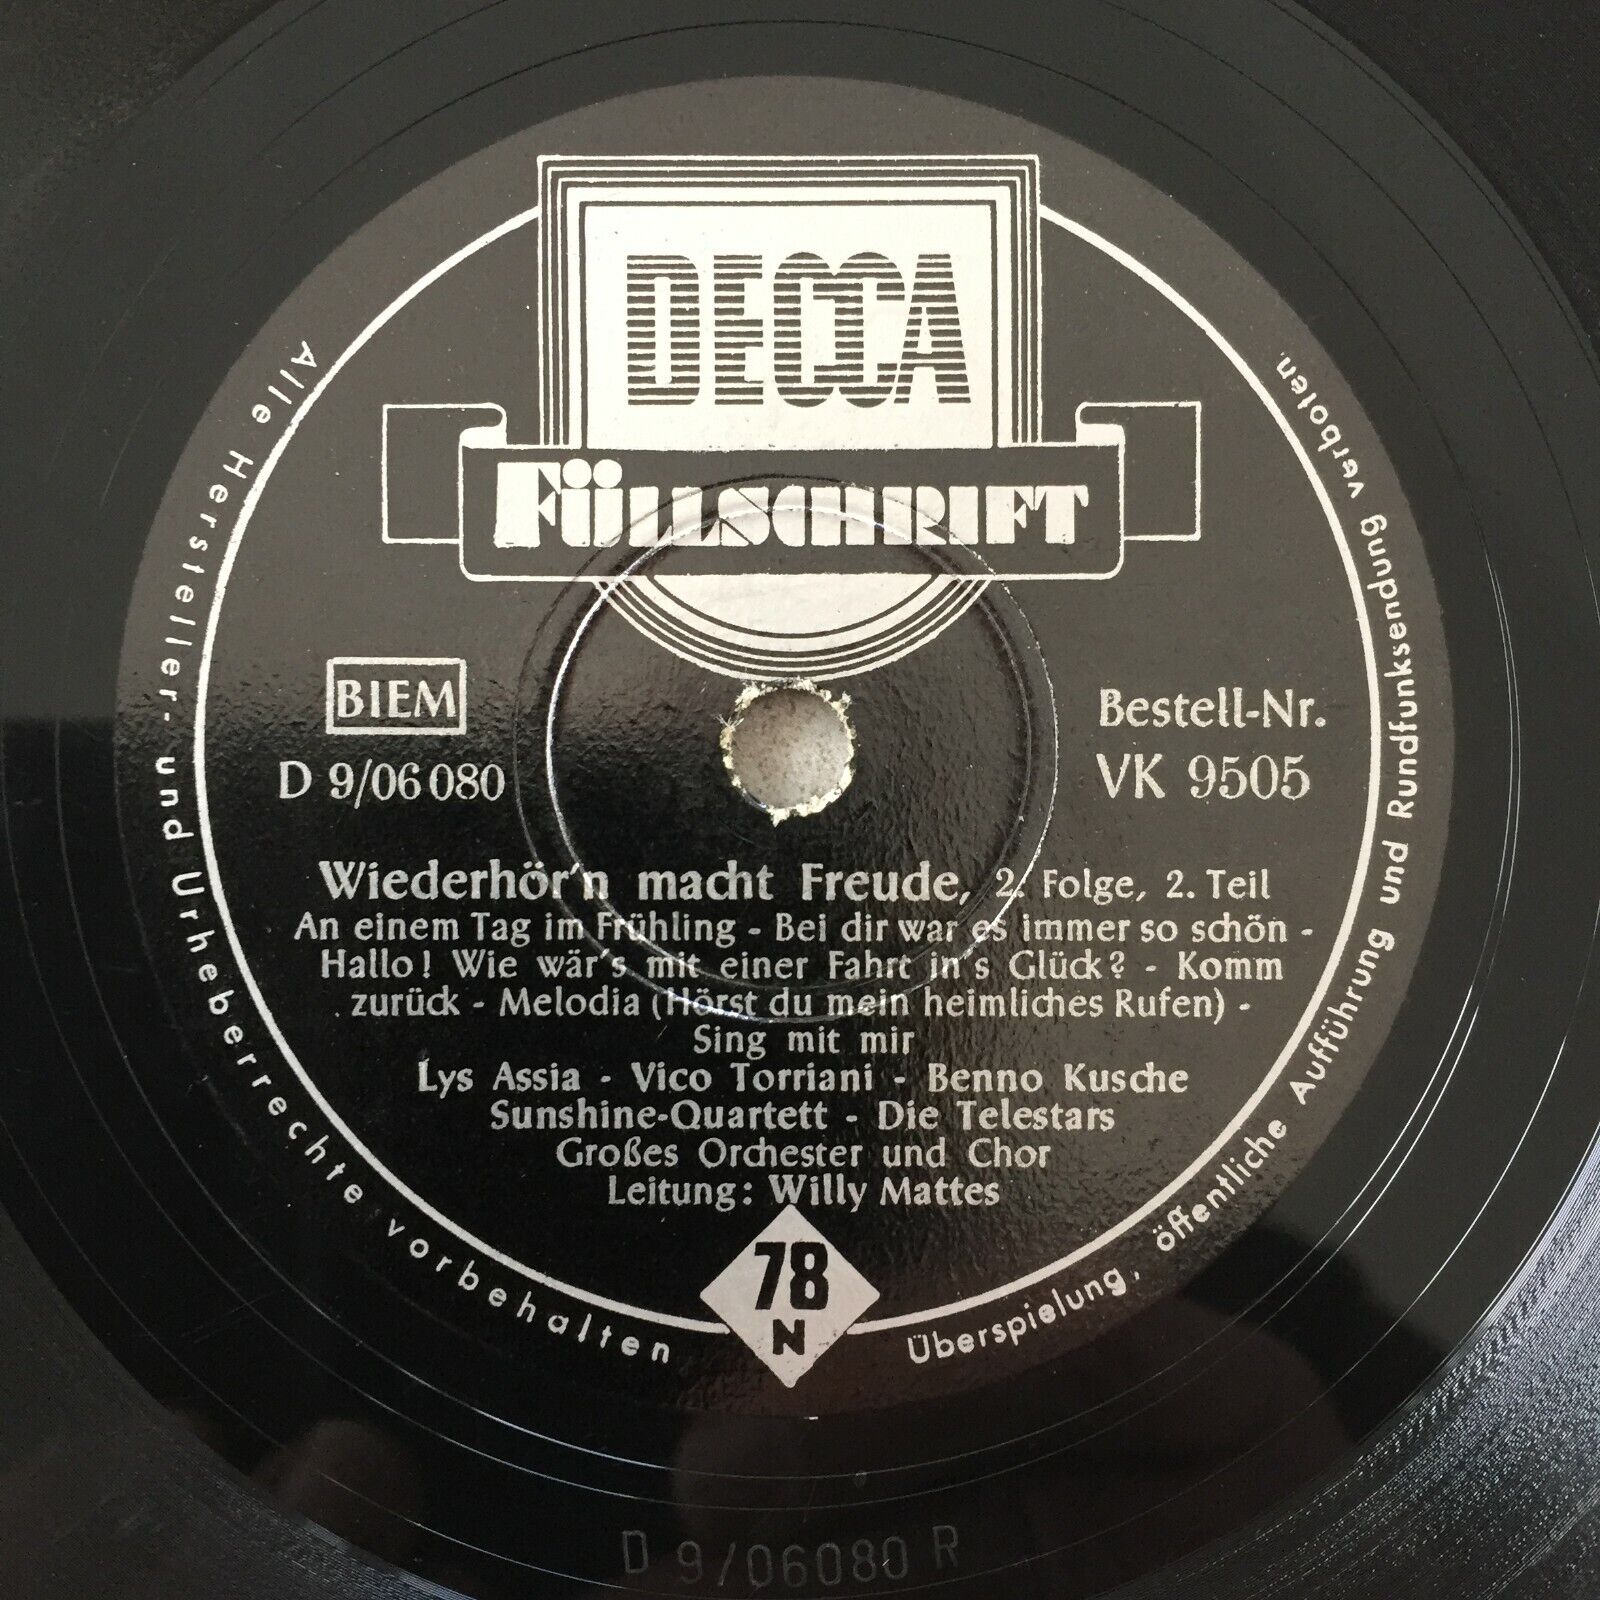 DECCA
FÜLLSCHRIFT
BIEM
D 9/06 080
Bestell-Nr.
VK 9505
Wiederhör'n macht Freude, 2. Folge, 2. Teil
An einem Tag im Frühling - Bei dir war es immer so schön -
Hallo! Wie wär's mit einer Fahrt in's Glück? - Komm
zurück - Melodia (Hörst du mein heimliches Rufen) -
Sing mit mir
Lys Assia - Vico Torriani - Benno Kusche
Sunshine-Quartett - Die Telestars
Großes Orchester und Chor
Leitung: Willy Mattes
78
N
Alle Hersteller- und Urheberrechte vorbehalten
Überspielung, öffentliche Aufführung und Rundfunksendung verboten.
D 9/06080 R